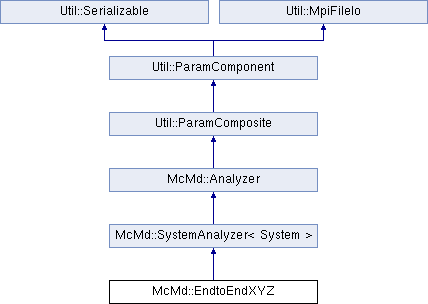 Util::Serializable
Util::MpiFileIo
Util::ParamComponent
Util::ParamComposite
McMd::Analyzer
McMd::SystemAnalyzer< System >
McMd::EndtoEndXYZ